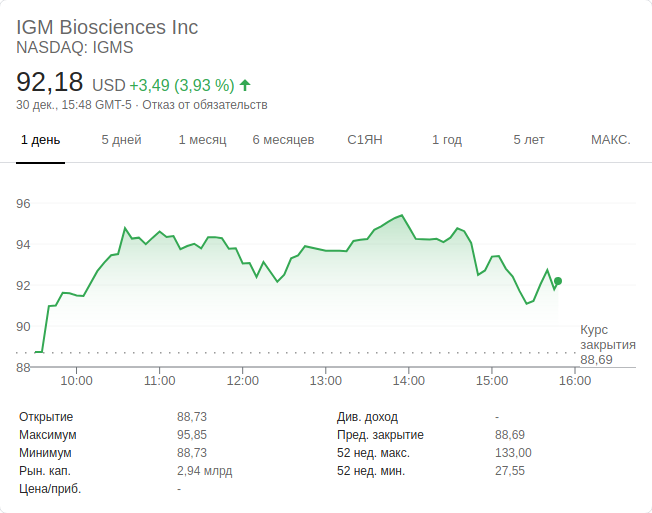 IGM Biosciences Inc
NASDAQ: IGMS
92,18 USD +3,49 (3,93 %)
30 дек., 15:48 GMT-5 · Отказ от обязательств
1 день 5 дней 1 месяц 6 месяцев С1ЯН 1 год 5 лет МАКС.
96
94
92
90
88
Курс
закрытия
88,69
10:00 11:00 12:00 13:00 14:00 15:00 16:00
Открытие 88,73 Див. доход -
Максимум 95,85 Пред. закрытие 88,69
Минимум 88,73 52 нед. макс. 133,00
Рын. кап. 2,94 млрд 52 нед. мин. 27,55
Цена/приб. -